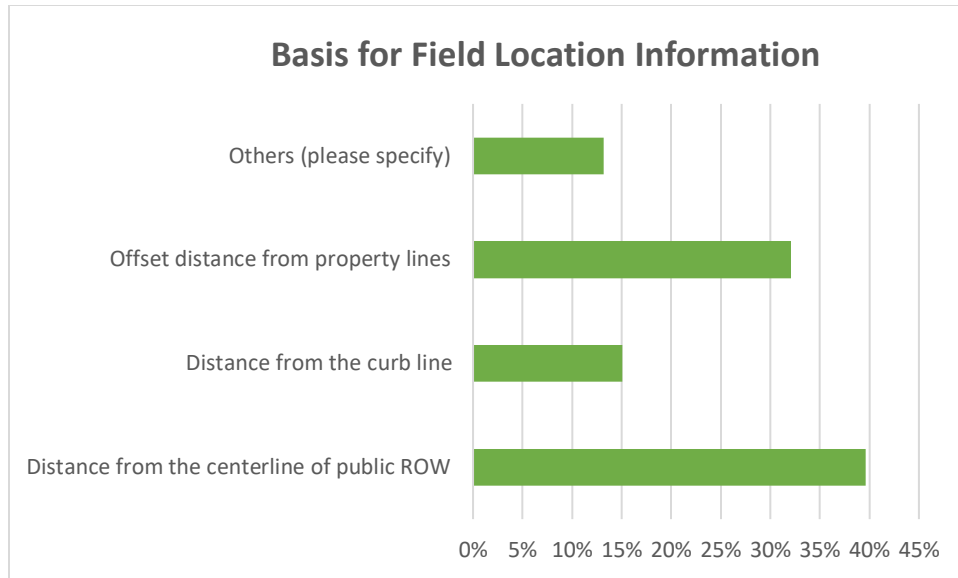 Basis for Field Location Information
Others (please specify)
Offset distance from property lines
Distance from the curb line
Distance from the centerline of public ROW
0% 5% 10% 15% 20% 25% 30% 35% 40% 45%